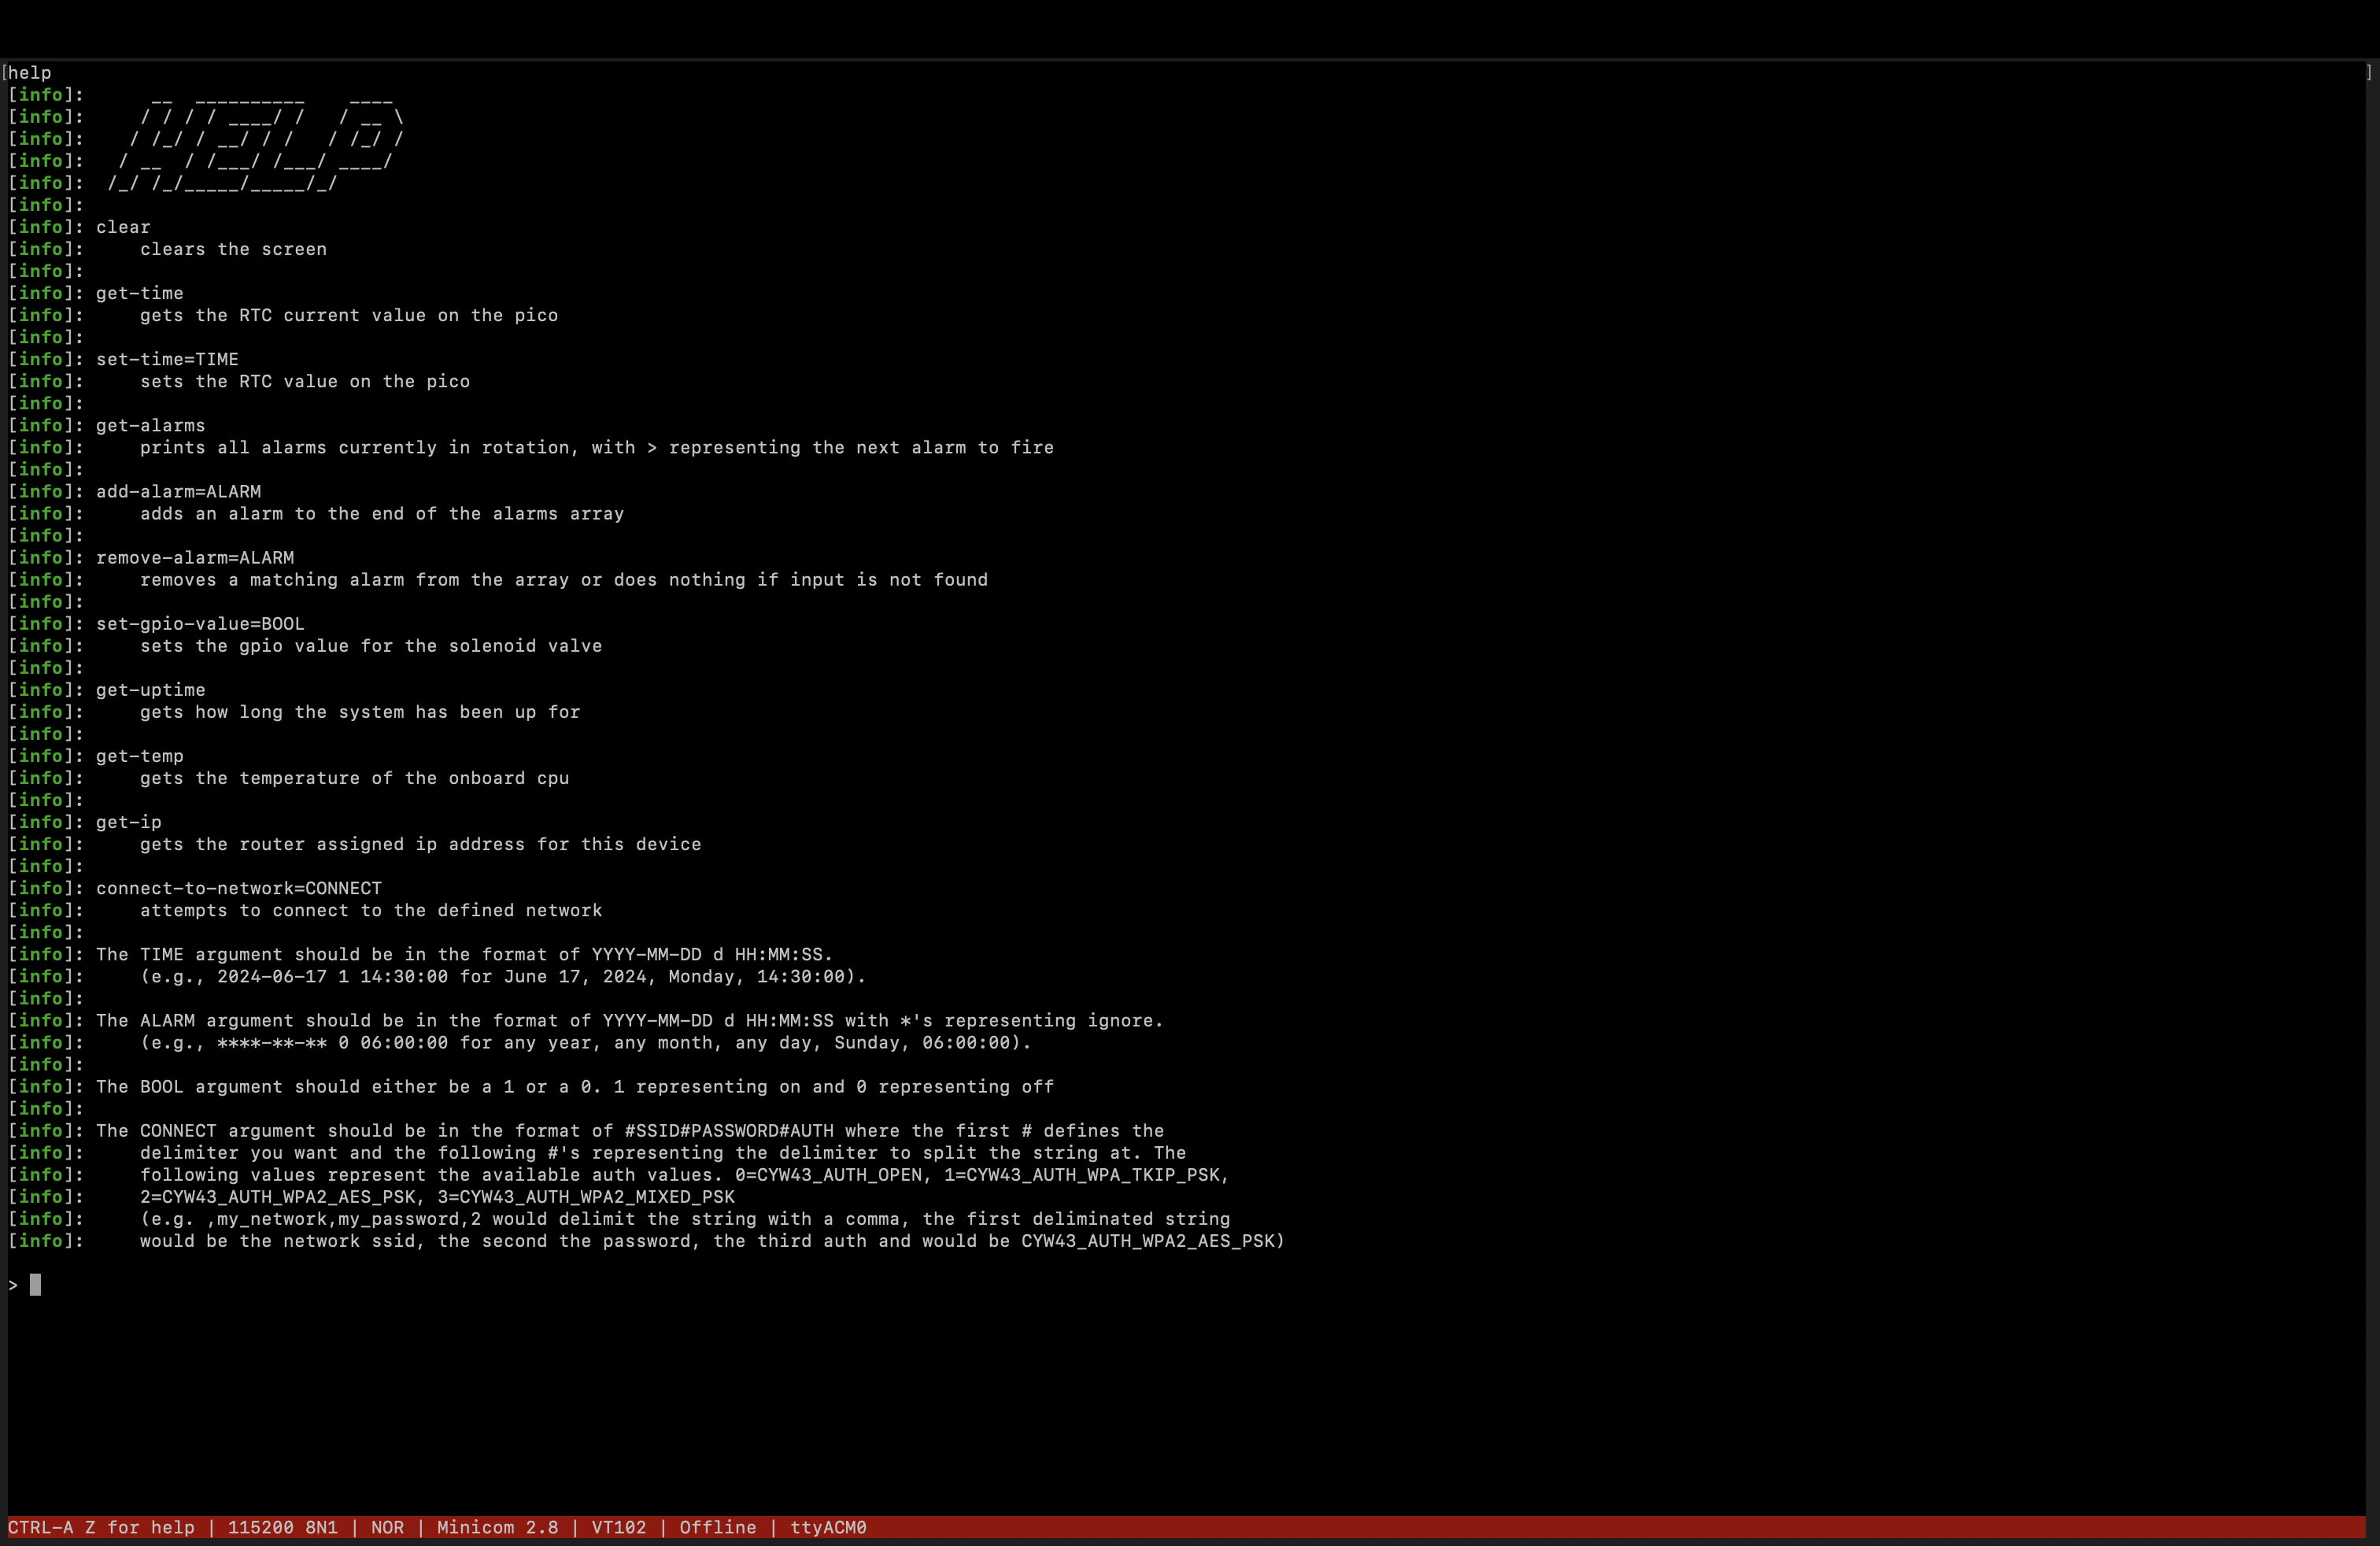 [help ]
[info]:      __  __________    ____
[info]:     / / / / ____/ /   / __ \
[info]:    / /_/ / __/ / /   / /_/ /
[info]:   / __  / /___/ /___/ ____/
[info]:  /_/ /_/_____/_____/_/
[info]:
[info]: clear
[info]:     clears the screen
[info]:
[info]: get-time
[info]:     gets the RTC current value on the pico
[info]:
[info]: set-time=TIME
[info]:     sets the RTC value on the pico
[info]:
[info]: get-alarms
[info]:     prints all alarms currently in rotation, with > representing the next alarm to fire
[info]:
[info]: add-alarm=ALARM
[info]:     adds an alarm to the end of the alarms array
[info]:
[info]: remove-alarm=ALARM
[info]:     removes a matching alarm from the array or does nothing if input is not found
[info]:
[info]: set-gpio-value=BOOL
[info]:     sets the gpio value for the solenoid valve
[info]:
[info]: get-uptime
[info]:     gets how long the system has been up for
[info]:
[info]: get-temp
[info]:     gets the temperature of the onboard cpu
[info]:
[info]: get-ip
[info]:     gets the router assigned ip address for this device
[info]:
[info]: connect-to-network=CONNECT
[info]:     attempts to connect to the defined network
[info]:
[info]: The TIME argument should be in the format of YYYY-MM-DD d HH:MM:SS.
[info]:     (e.g., 2024-06-17 1 14:30:00 for June 17, 2024, Monday, 14:30:00).
[info]:
[info]: The ALARM argument should be in the format of YYYY-MM-DD d HH:MM:SS with *'s representing ignore.
[info]:     (e.g., ****-**-** 0 06:00:00 for any year, any month, any day, Sunday, 06:00:00).
[info]:
[info]: The BOOL argument should either be a 1 or a 0. 1 representing on and 0 representing off
[info]:
[info]: The CONNECT argument should be in the format of #SSID#PASSWORD#AUTH where the first # defines the
[info]:     delimiter you want and the following #'s representing the delimiter to split the string at. The
[info]:     following values represent the available auth values. 0=CYW43_AUTH_OPEN, 1=CYW43_AUTH_WPA_TKIP_PSK,
[info]:     2=CYW43_AUTH_WPA2_AES_PSK, 3=CYW43_AUTH_WPA2_MIXED_PSK
[info]:     (e.g. ,my_network,my_password,2 would delimit the string with a comma, the first deliminated string
[info]:     would be the network ssid, the second the password, the third auth and would be CYW43_AUTH_WPA2_AES_PSK)
>
CTRL-A Z for help | 115200 8N1 | NOR | Minicom 2.8 | VT102 | Offline | ttyACM0